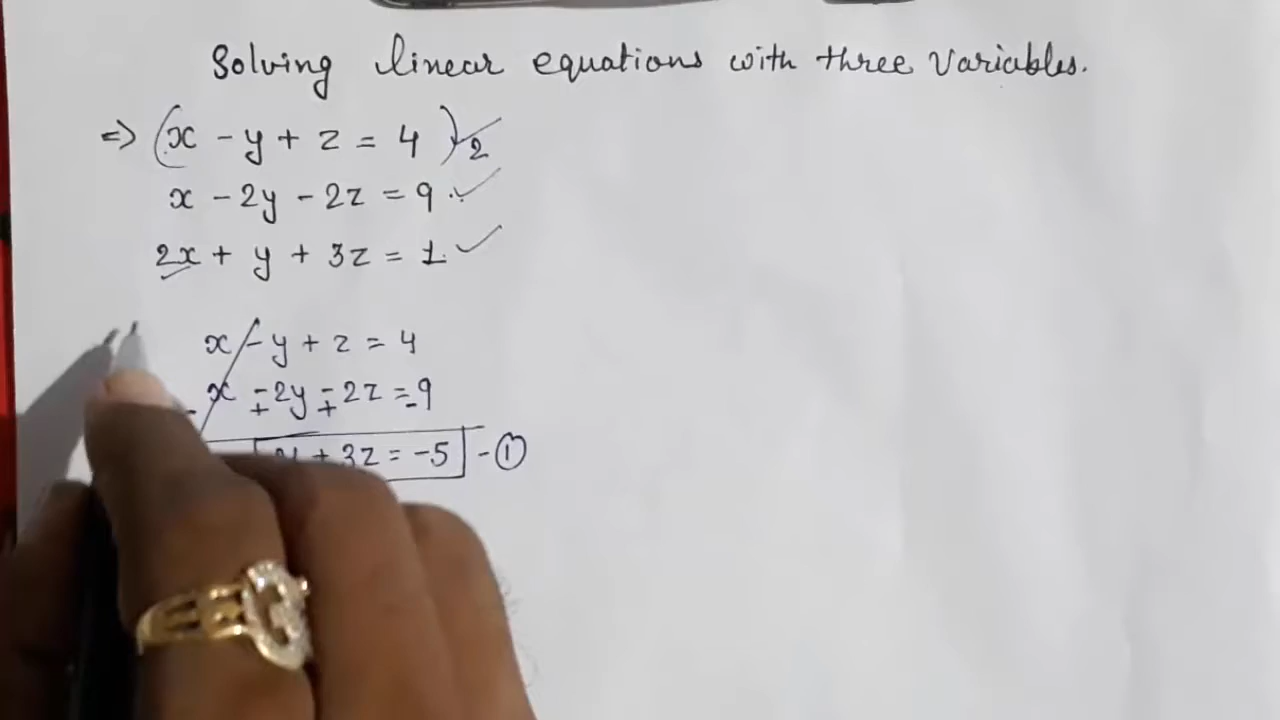 Solving linear equations with three variables.
=> (x - y + z = 4) 2
x - 2y - 2z = 9 ✓
2x + y + 3z = 1 ✓
x - y + z = 4
- x - 2y - 2z = 9
+ + -
y + 3z = -5 - ①